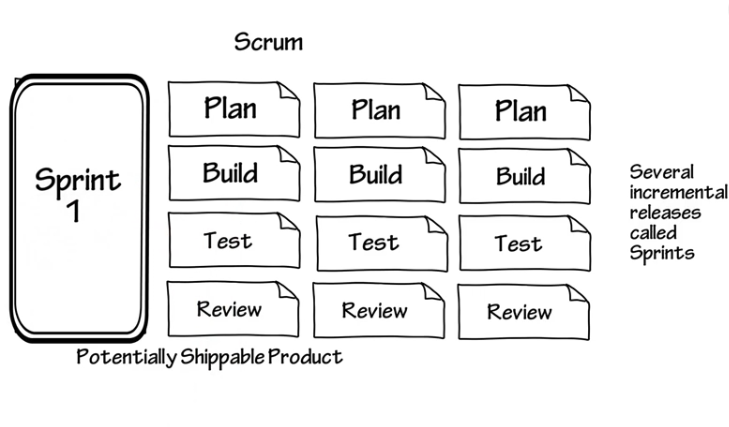 Scrum
Sprint
1
Plan Plan Plan
Build Build Build
Test Test Test
Review Review Review
Several
incremental
releases
called
Sprints
Potentially Shippable Product